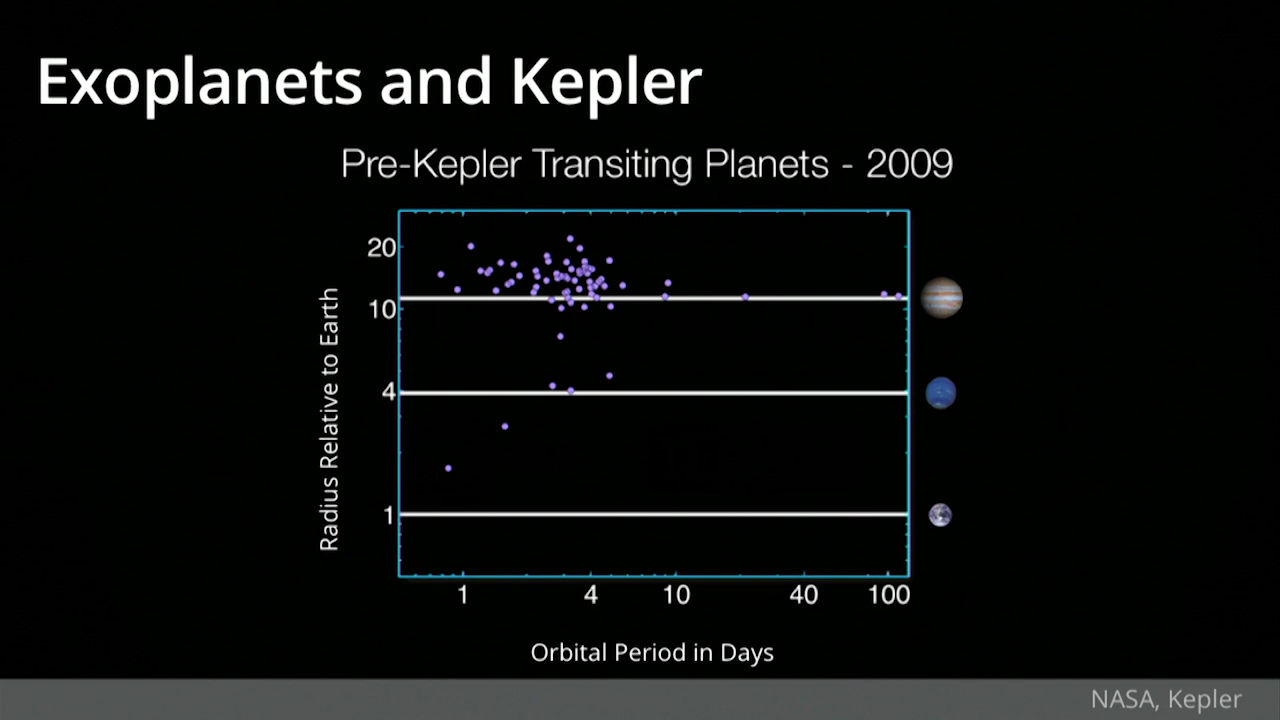 Exoplanets and Kepler
Pre-Kepler Transiting Planets - 2009
Radius Relative to Earth
20
10
4
1
1 4 10 40 100
Orbital Period in Days
NASA, Kepler